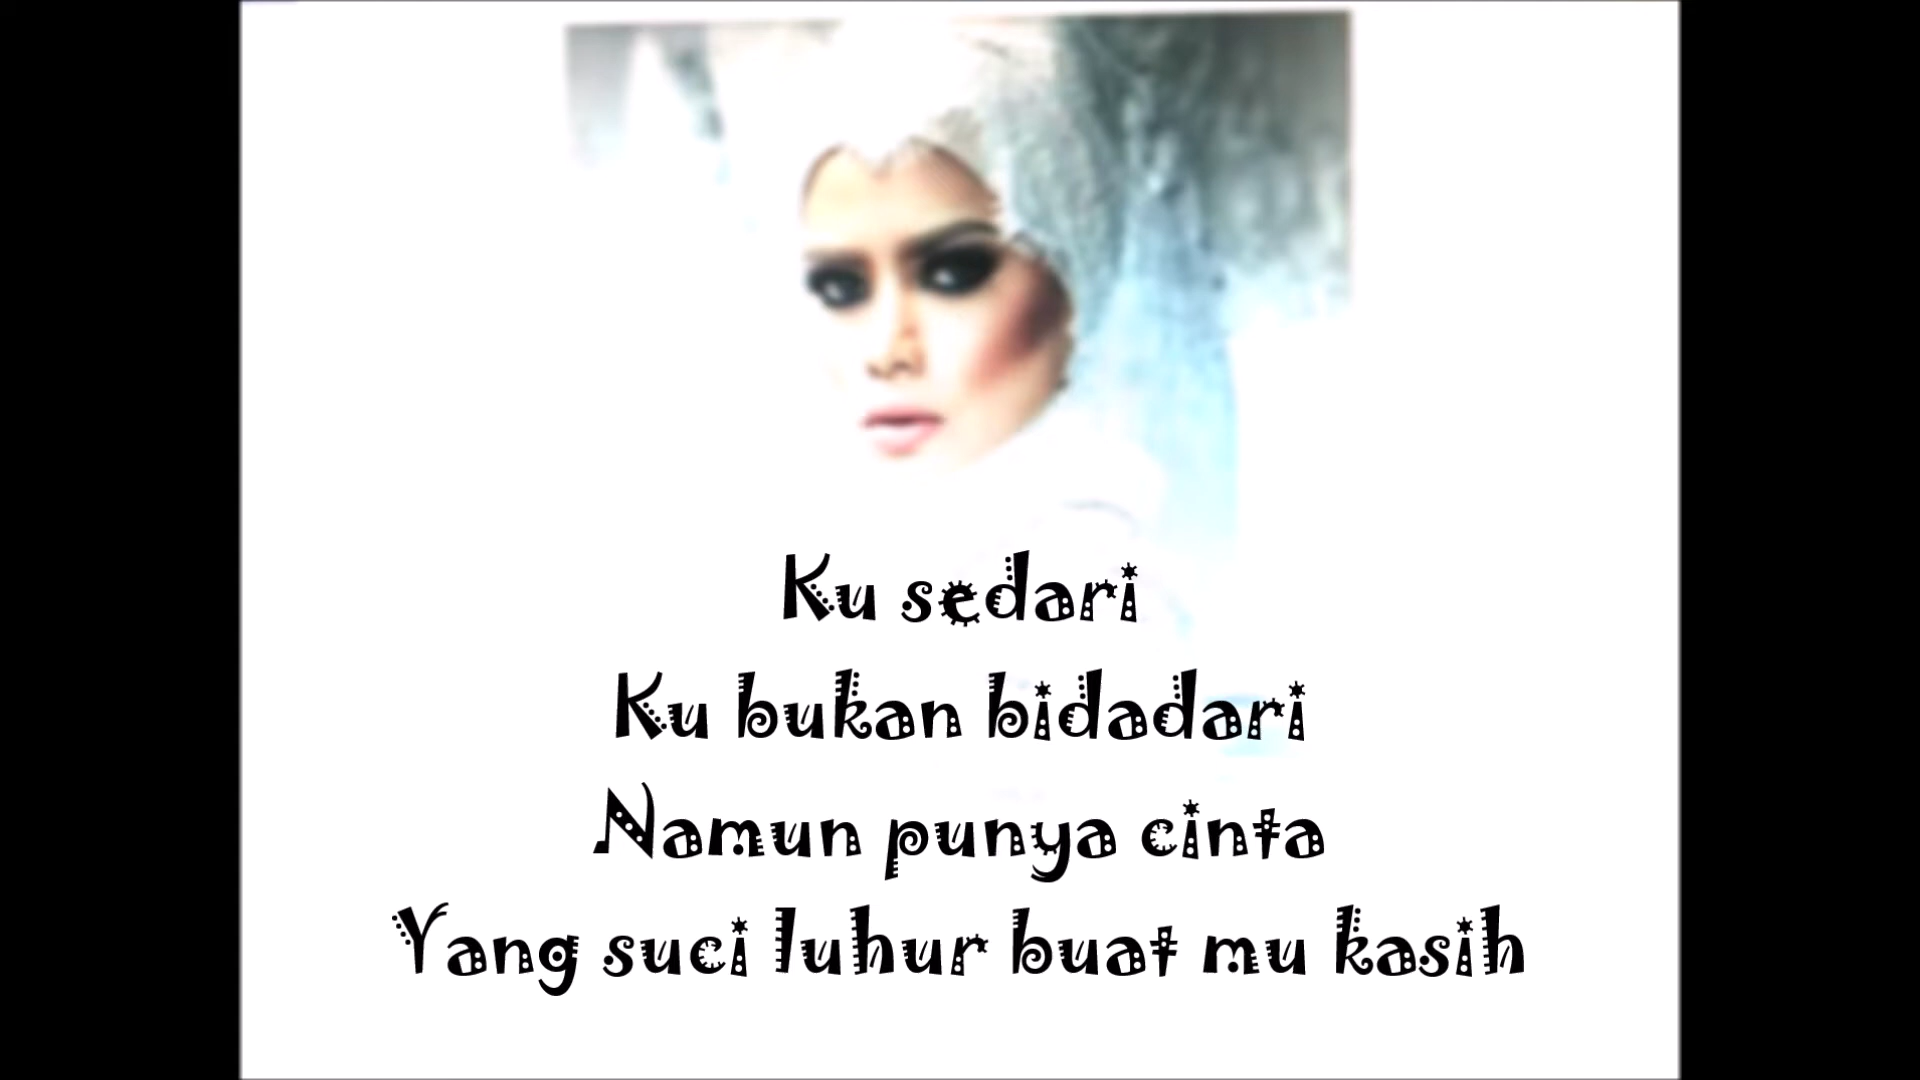 Ku sedari
Ku bukan bidadari
Namun punya cinta
Yang suci luhur buat mu kasih